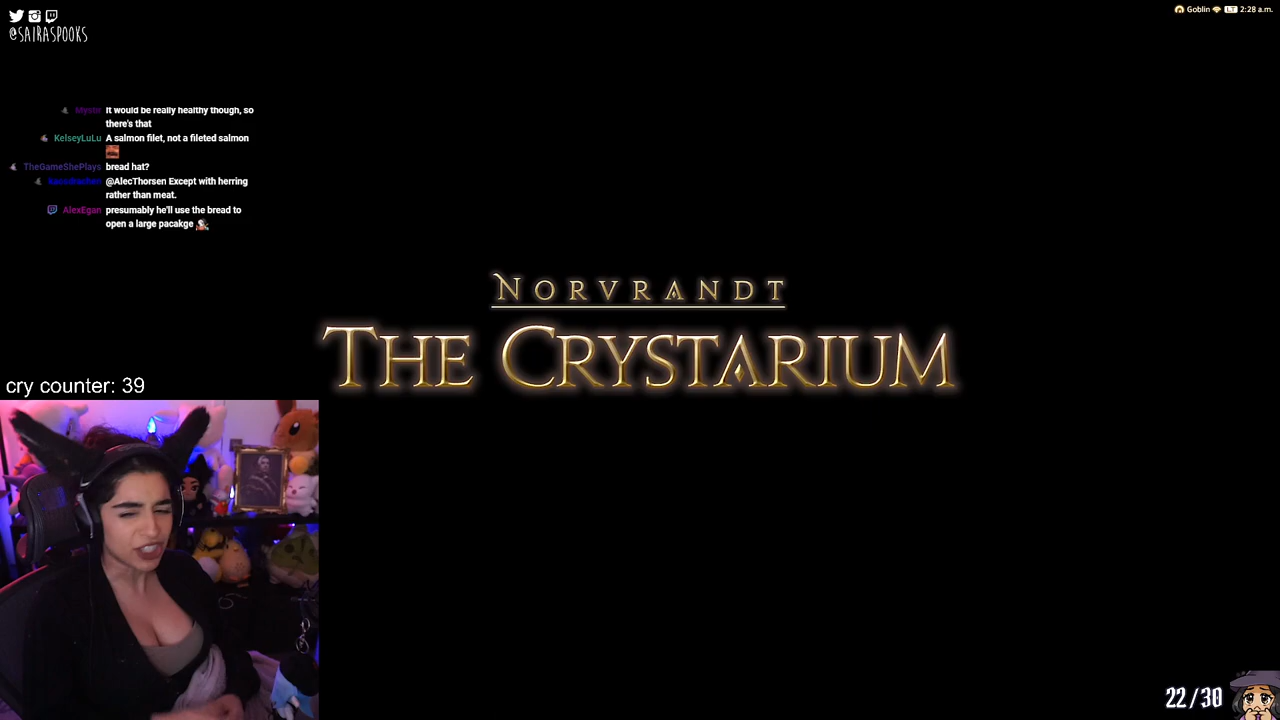 Goblin LT 2:28 a.m.
@SAIRASPOOKS
Mystr It would be really healthy though, so
there's that
KelseyLuLu A salmon filet, not a fileted salmon
TheGameShePlays bread hat?
@AlecThorsen Except with herring
rather than meat.
AlexEgan presumably he'll use the bread to
open a large pacakge
NORVRANDT
THE CRYSTARIUM
cry counter: 39
22/30